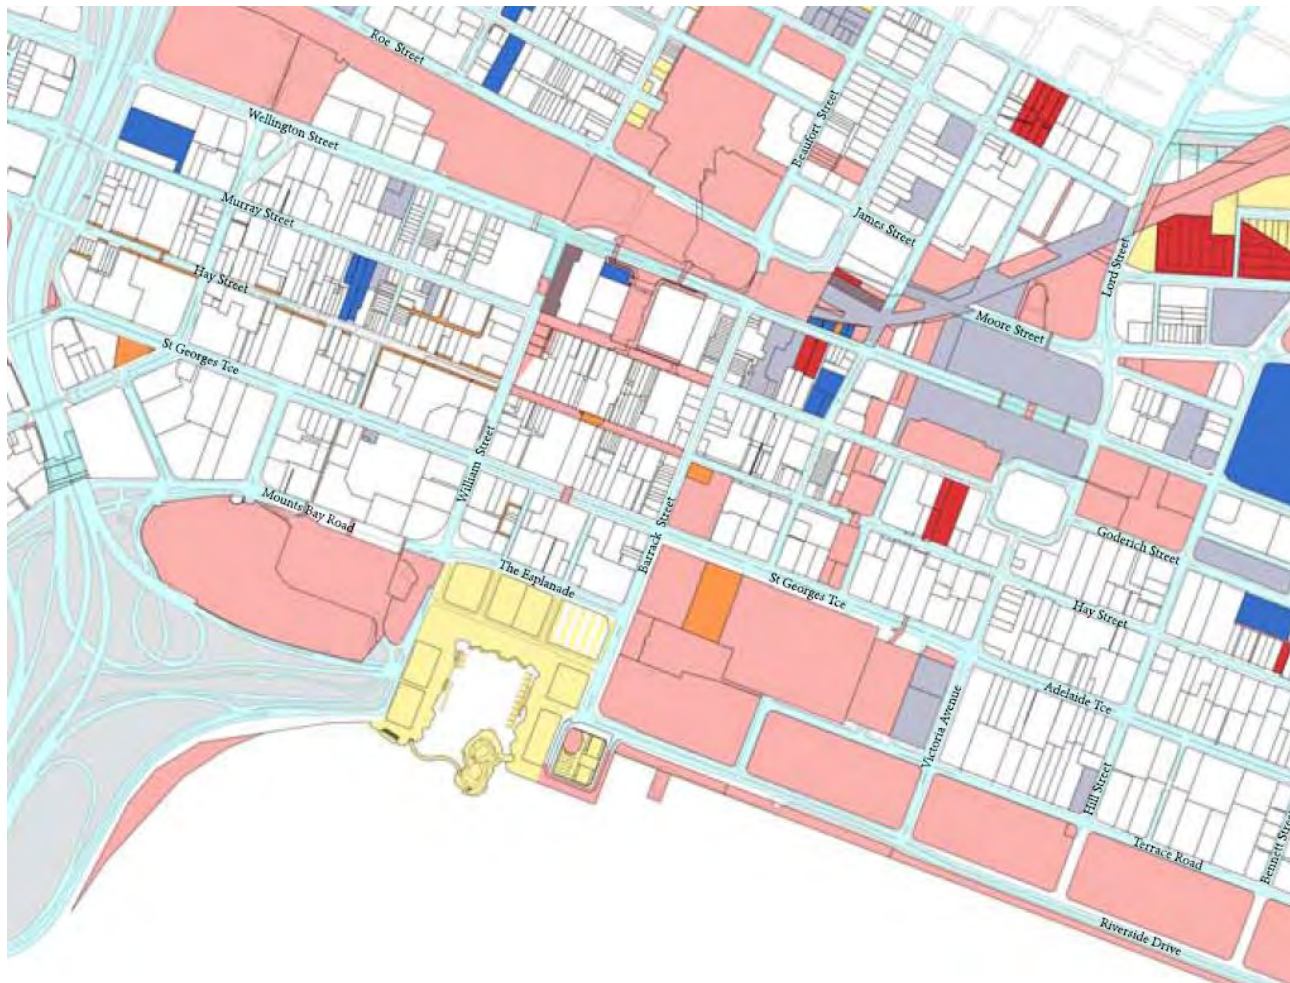 Roe Street
Beaufort Street
Wellington Street
Murray Street
James Street
Hay Street
Lord Street
Moore Street
St Georges Tce
William Street
Mounts Bay Road
Barrack Street
Goderich Street
The Esplanade
St Georges Tce
Hay Street
Adelaide Tce
Victoria Avenue
Hill Street
Terrace Road
Bennett Street
Riverside Drive